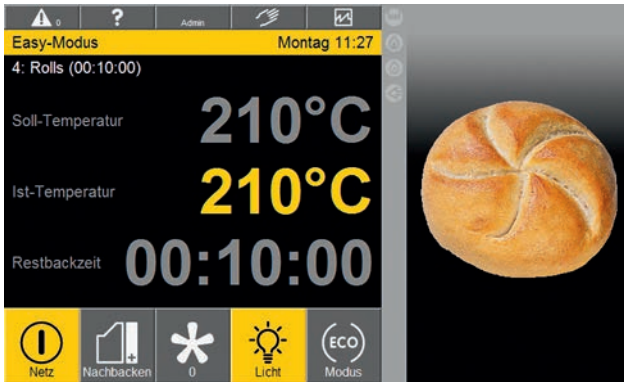 0 ? Admin
Easy-Modus Montag 11:27
4: Rolls (00:10:00)
Soll-Temperatur 210°C
Ist-Temperatur 210°C
Restbackzeit 00:10:00
+ 0 ECO
Netz Nachbacken Licht Modus